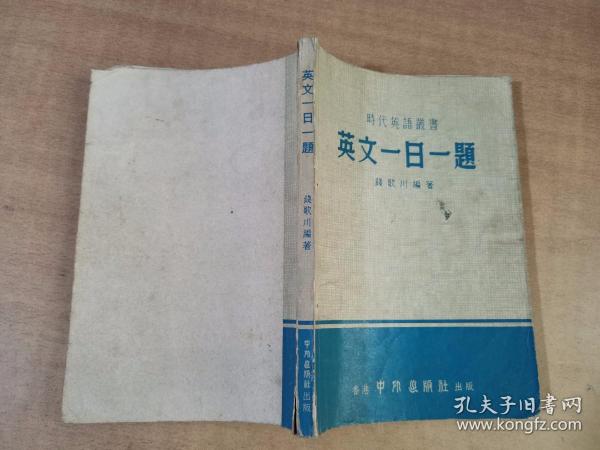 時代英語叢書
英文一日一題
錢歌川編著
香港 中外出版社 出版
英文一日一題
錢歌川編著
中外出版社出版
孔夫子旧书网
www.kongfz.com